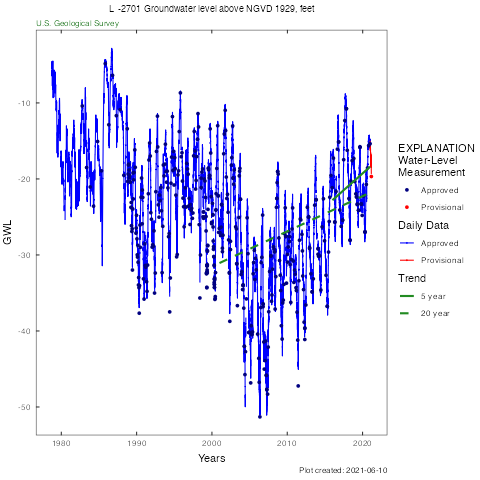 L -2701 Groundwater level above NGVD 1929, feet
U.S. Geological Survey
GWL
-10
-20
-30
-40
-50
1980
1990
2000
2010
2020
Years
Plot created: 2021-06-10
EXPLANATION
Water-Level
Measurement
Approved
Provisional
Daily Data
Approved
Provisional
Trend
5 year
20 year